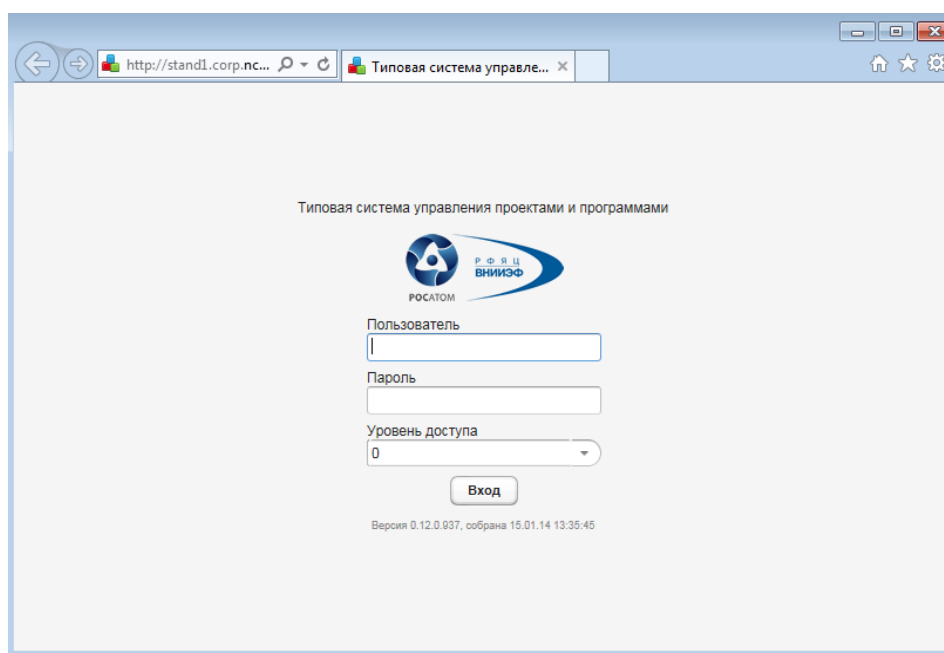 http://stand1.corp.nc...
Типовая система управле...
Типовая система управления проектами и программами
РФЯЦ
ВНИИЭФ
РОСАТОМ
Пользователь
Пароль
Уровень доступа
0
Вход
Версия 0.12.0.937, собрана 15.01.14 13:35:45